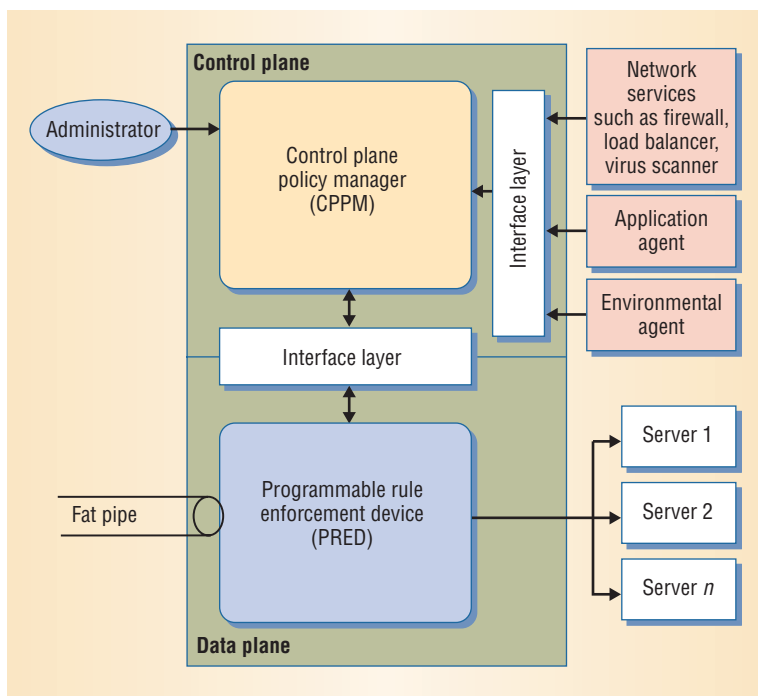 Control plane
Administrator
Control plane
policy manager
(CPPM)
Interface layer
Network
services
such as firewall,
load balancer,
virus scanner
Application
agent
Environmental
agent
Interface layer
Fat pipe
Programmable rule
enforcement device
(PRED)
Server 1
Server 2
Server n
Data plane